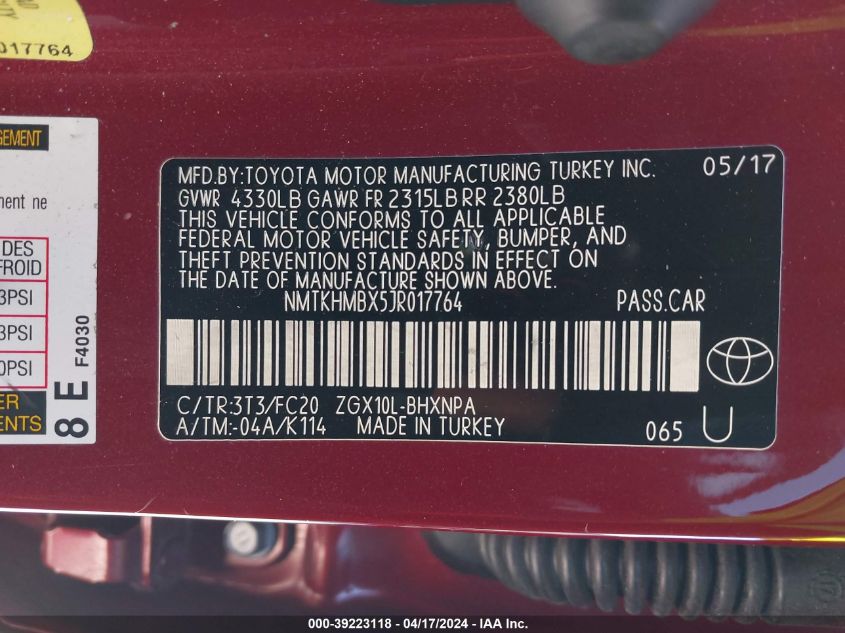 017764
GEMENT
ment ne
DES
FROID
3PSI
3PSI
0PSI
ER
ENTS
8 E F4030
MFD.BY:TOYOTA MOTOR MANUFACTURING TURKEY INC. 05/17
GVWR 4330LB GAWR FR 2315LB RR 2380LB
THIS VEHICLE CONFORMS TO ALL APPLICABLE
FEDERAL MOTOR VEHICLE SAFETY, BUMPER, AND
THEFT PREVENTION STANDARDS IN EFFECT ON
THE DATE OF MANUFACTURE SHOWN ABOVE.
NMTKHMBX5JR017764 PASS.CAR
C/TR:3T3/FC20 ZGX10L-BHXNPA
A/TM:-04A/K114 MADE IN TURKEY 065 U
000-39223118 - 04/17/2024 - IAA Inc.